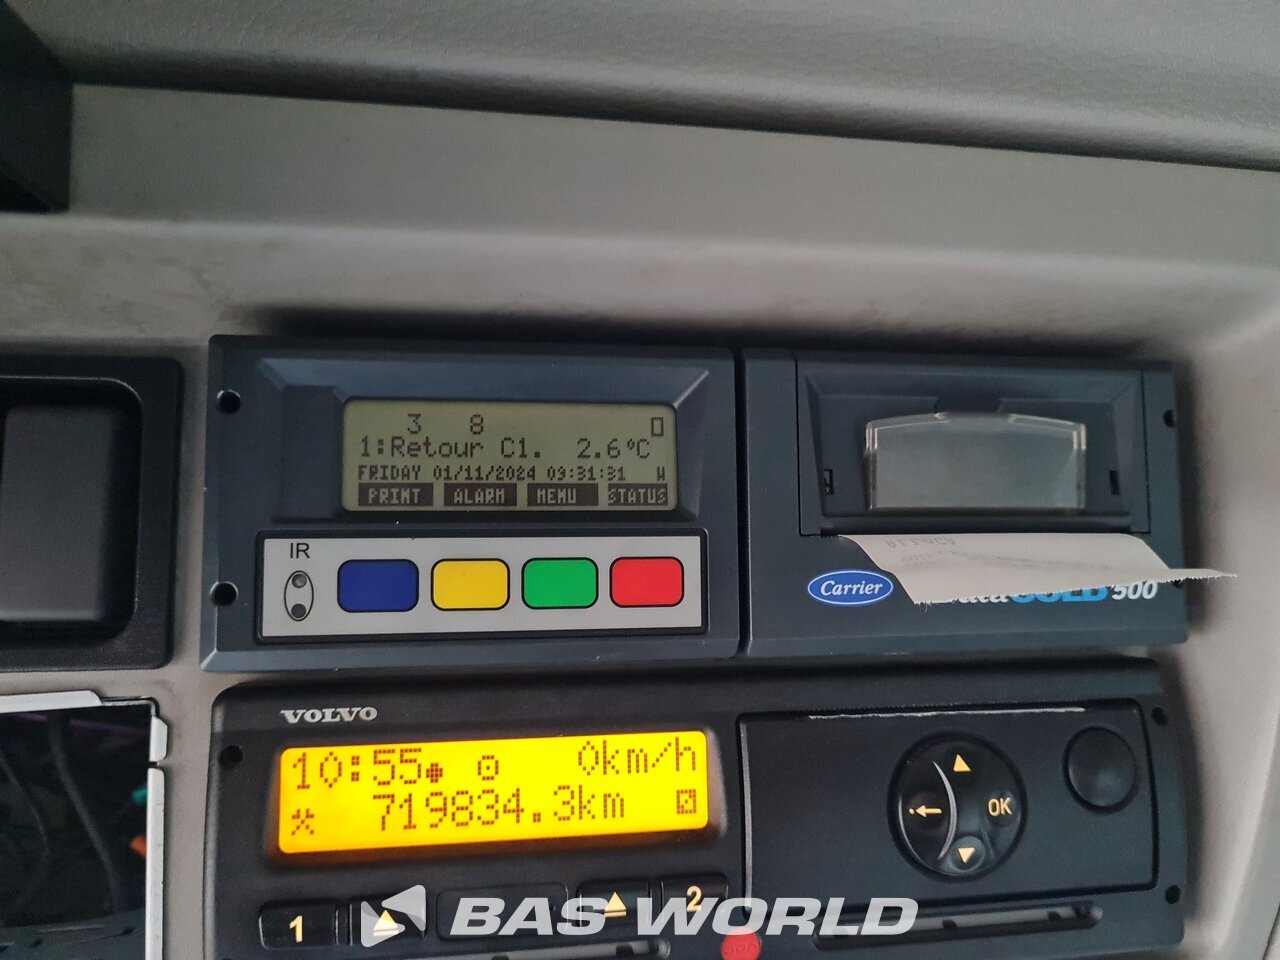 3 8
1:Retour C1. 2.6°C
FRIDAY 01/11/2024 09:31:31 W
PRINT ALARM MENU STATUS
IR
Carrier
500
VOLVO
10:55 0km/h
719834.3km
OK
1
2
BAS WORLD